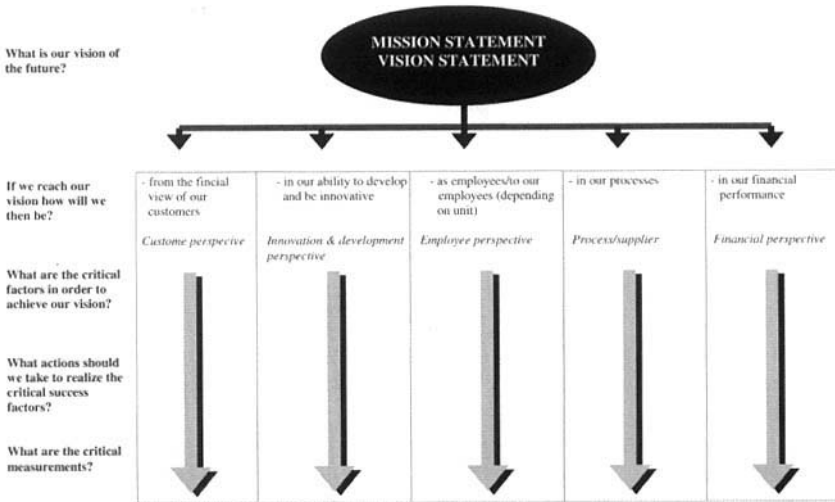 MISSION STATEMENT
VISION STATEMENT
What is our vision of
the future?
If we reach our
vision how will we
then be?
- from the fincial
view of our
customers
- in our ability to develop
and be innovative
- as employees/to our
employees (depending
on unit)
- in our processes
- in our financial
performance
Custome perspecive
Innovation & development
perspective
Employee perspective
Process/supplier
Financial perspective
What are the critical
factors in order to
achieve our vision?
What actions should
we take to realize the
critical success
factors?
What are the critical
measurements?